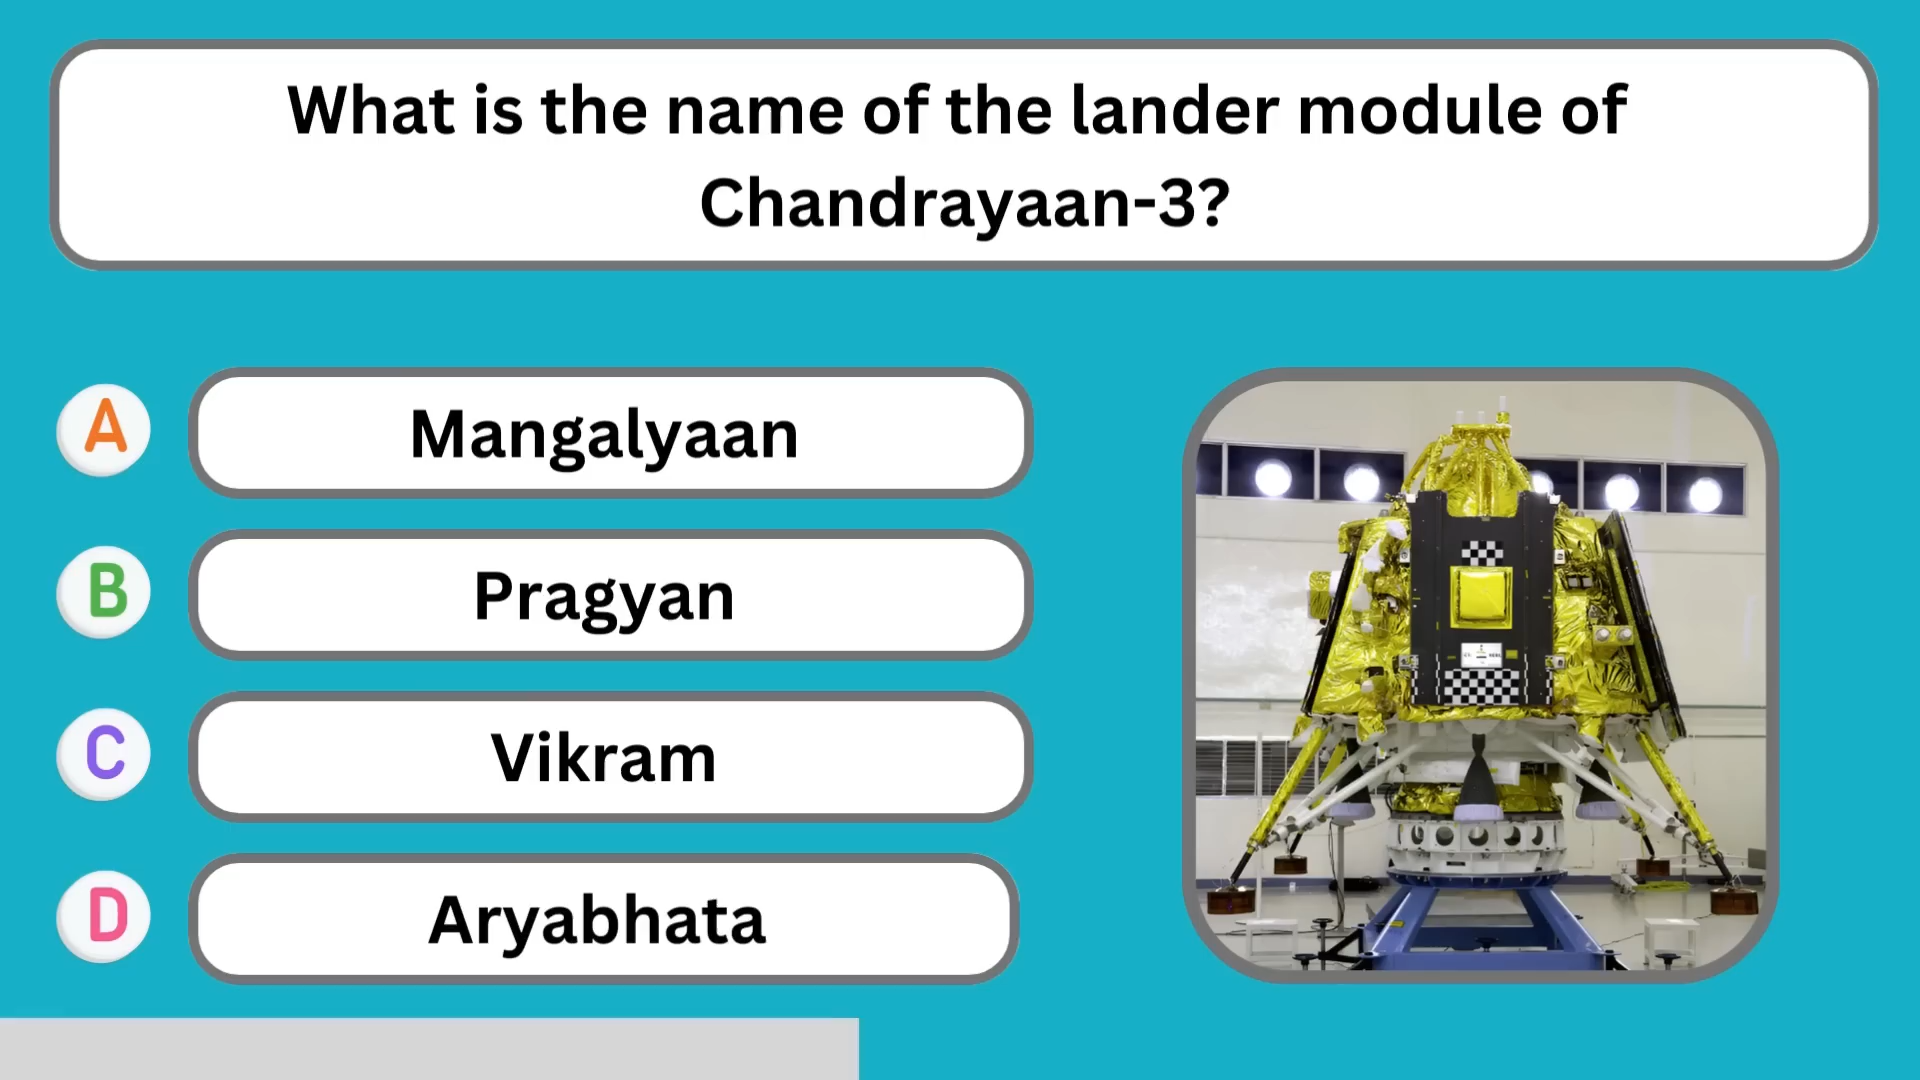 What is the name of the lander module of
Chandrayaan-3?
A
Mangalyaan
B
Pragyan
C
Vikram
D
Aryabhata